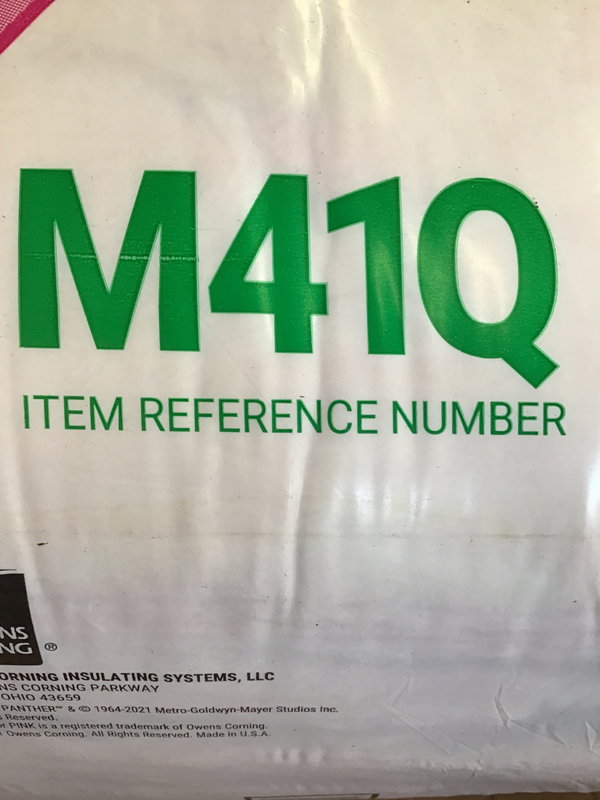 M41Q
ITEM REFERENCE NUMBER
NS
NG ®
ORNING INSULATING SYSTEMS, LLC
NS CORNING PARKWAY
OHIO 43659
PANTHER™ & © 1964-2021 Metro-Goldwyn-Mayer Studios Inc.
s Reserved.
r PINK is a registered trademark of Owens Corning.
Owens Corning. All Rights Reserved. Made in U.S.A.